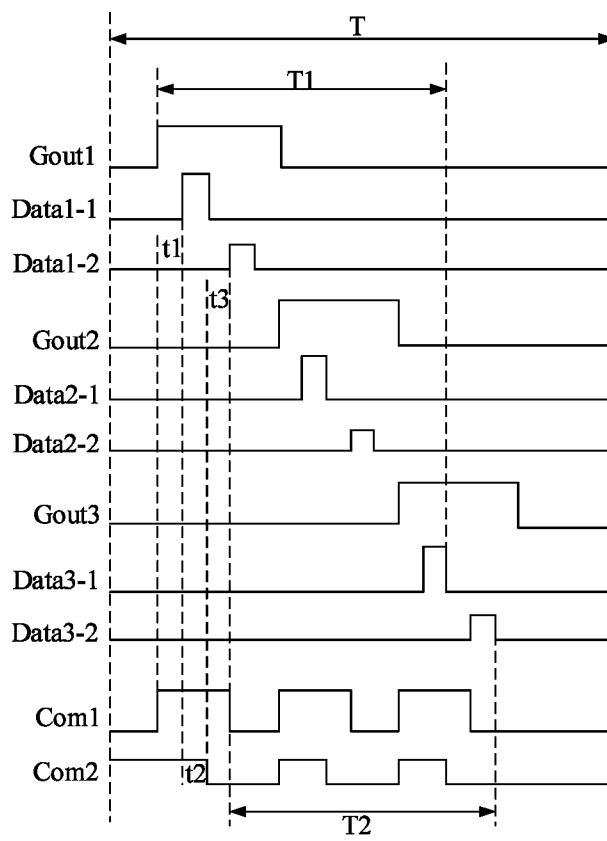 T
T1
Gout1
Data1-1
t1
Data1-2
t3
Gout2
Data2-1
Data2-2
Gout3
Data3-1
Data3-2
Com1
Com2
t2
T2